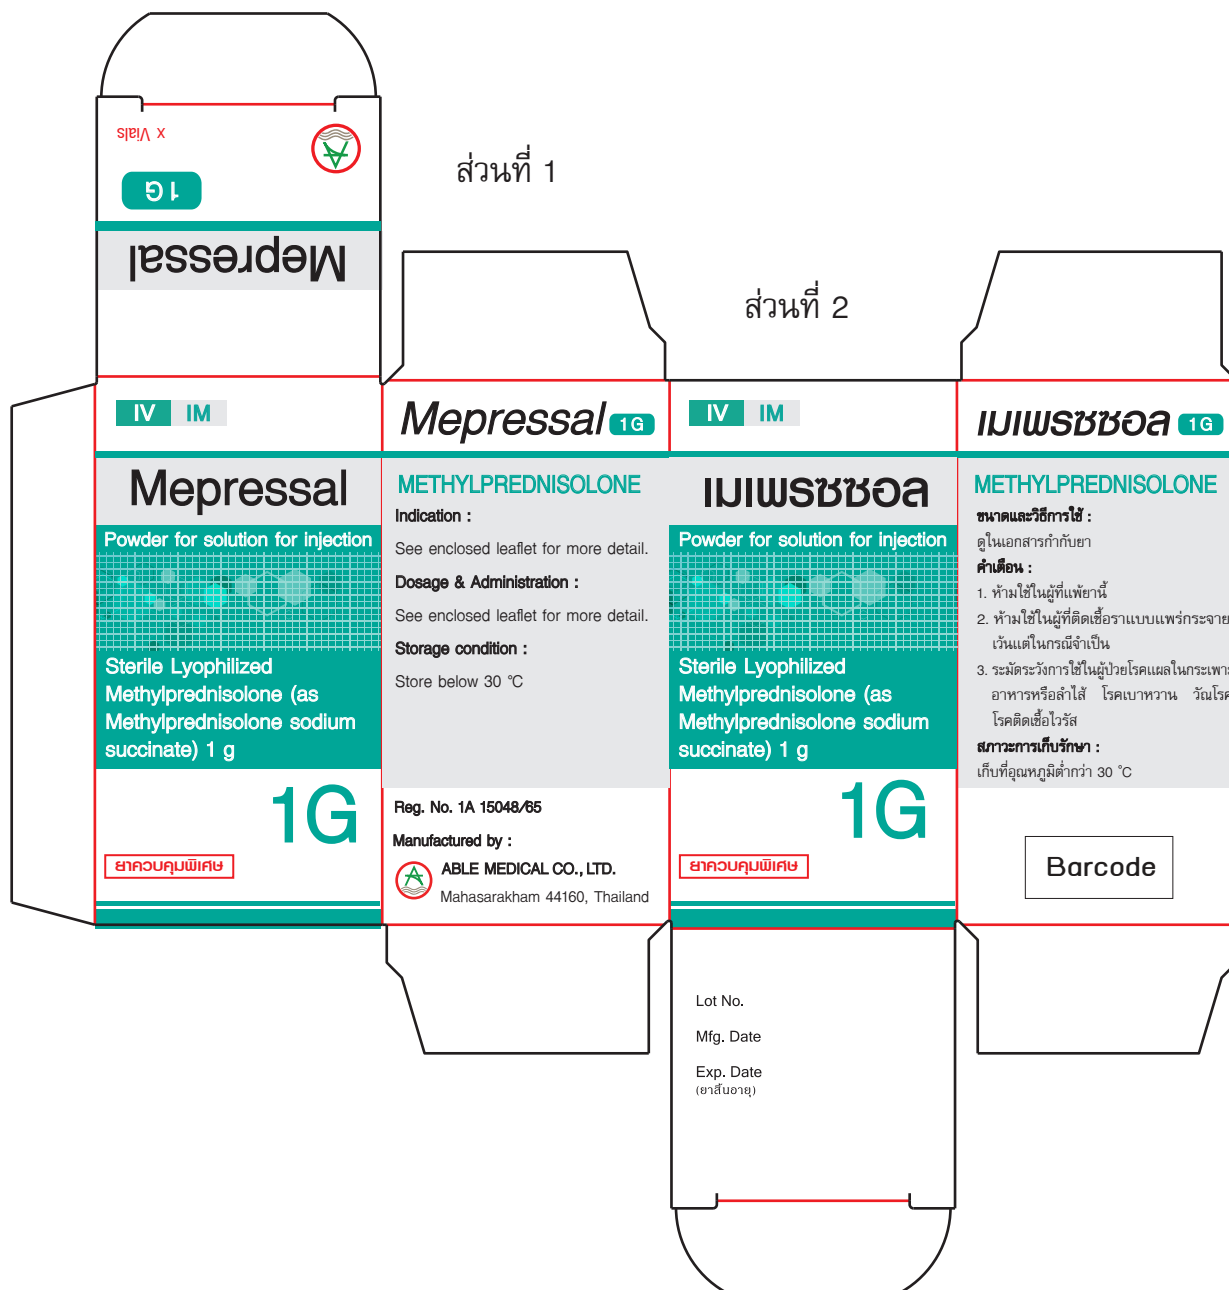 x Vials
1G
Mepressal
ส่วนที่ 1
ส่วนที่ 2
IV IM
Mepressal
Powder for solution for injection
Sterile Lyophilized
Methylprednisolone (as
Methylprednisolone sodium
succinate) 1 g
1G
ยาควบคุมพิเศษ
Mepressal 1G
METHYLPREDNISOLONE
Indication :
See enclosed leaflet for more detail.
Dosage & Administration :
See enclosed leaflet for more detail.
Storage condition :
Store below 30 °C
Reg. No. 1A 15048/65
Manufactured by :
ABLE MEDICAL CO., LTD.
Mahasarakham 44160, Thailand
IV IM
เมเพรซซอล
Powder for solution for injection
Sterile Lyophilized
Methylprednisolone (as
Methylprednisolone sodium
succinate) 1 g
1G
ยาควบคุมพิเศษ
Lot No.
Mfg. Date
Exp. Date
(ยาสิ้นอายุ)
เมเพรซซอล 1G
METHYLPREDNISOLONE
ขนาดและวิธีการใช้ :
ดูในเอกสารกำกับยา
คำเตือน :
1. ห้ามใช้ในผู้ที่แพ้ยานี้
2. ห้ามใช้ในผู้ที่ติดเชื้อราแบบแพร่กระจาย
เว้นแต่ในกรณีจำเป็น
3. ระมัดระวังการใช้ในผู้ป่วยโรคแผลในกระเพาะ
อาหารหรือลำไส้ โรคเบาหวาน วัณโรค
โรคติดเชื้อไวรัส
สภาวะการเก็บรักษา :
เก็บที่อุณหภูมิต่ำกว่า 30 °C
Barcode